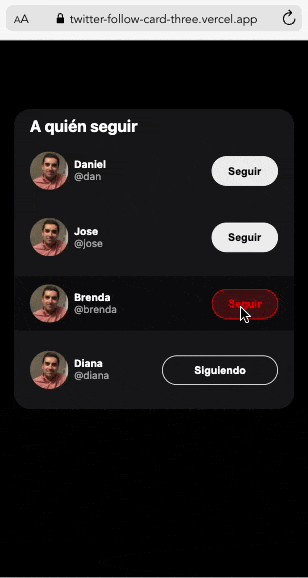 AA twitter-follow-card-three.vercel.app
A quién seguir
Daniel
@dan
Seguir
Jose
@jose
Seguir
Brenda
@brenda
Seguir
Diana
@diana
Siguiendo